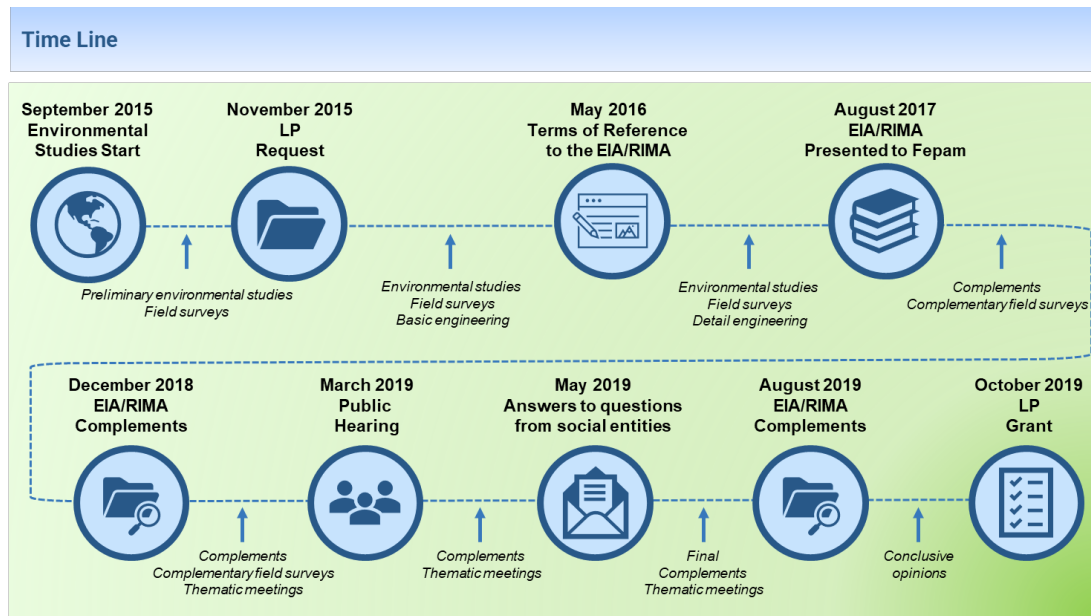 Time Line
September 2015
Environmental
Studies Start
November 2015
LP
Request
May 2016
Terms of Reference
to the EIA/RIMA
August 2017
EIA/RIMA
Presented to Fepam
Preliminary environmental studies
Field surveys
Environmental studies
Field surveys
Basic engineering
Environmental studies
Field surveys
Detail engineering
Complements
Complementary field surveys
December 2018
EIA/RIMA
Complements
March 2019
Public
Hearing
May 2019
Answers to questions
from social entities
August 2019
EIA/RIMA
Complements
October 2019
LP
Grant
Complements
Complementary field surveys
Thematic meetings
Complements
Thematic meetings
Final
Complements
Thematic meetings
Conclusive
opinions